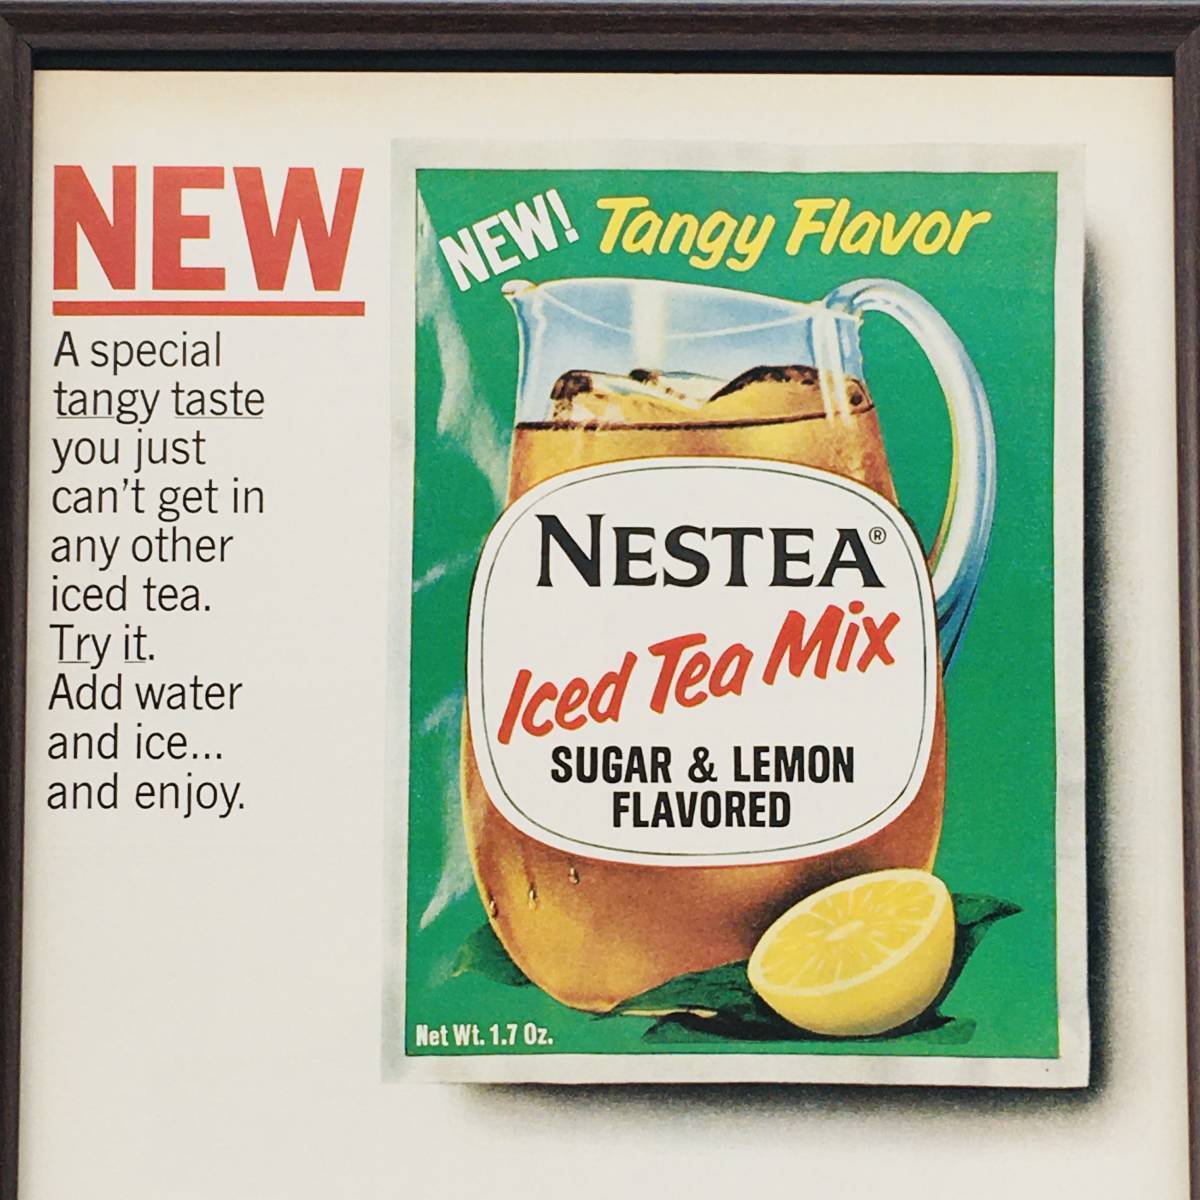 NEW
A special
tangy taste
you just
can't get in
any other
iced tea.
Try it.
Add water
and ice...
and enjoy.
NEW! Tangy Flavor
NESTEA®
Iced Tea Mix
SUGAR & LEMON
FLAVORED
Net Wt. 1.7 Oz.